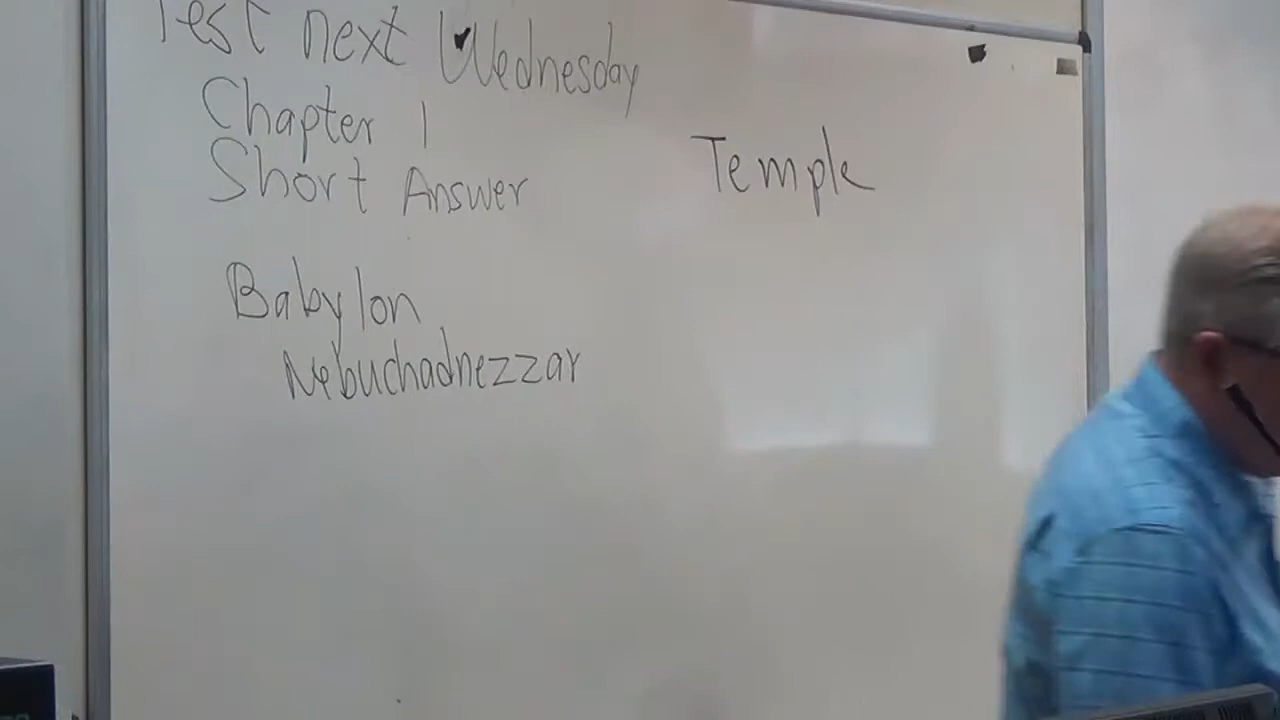 Test next Wednesday
Chapter 1
Short Answer
Temple
Babylon
Nebuchadnezzar